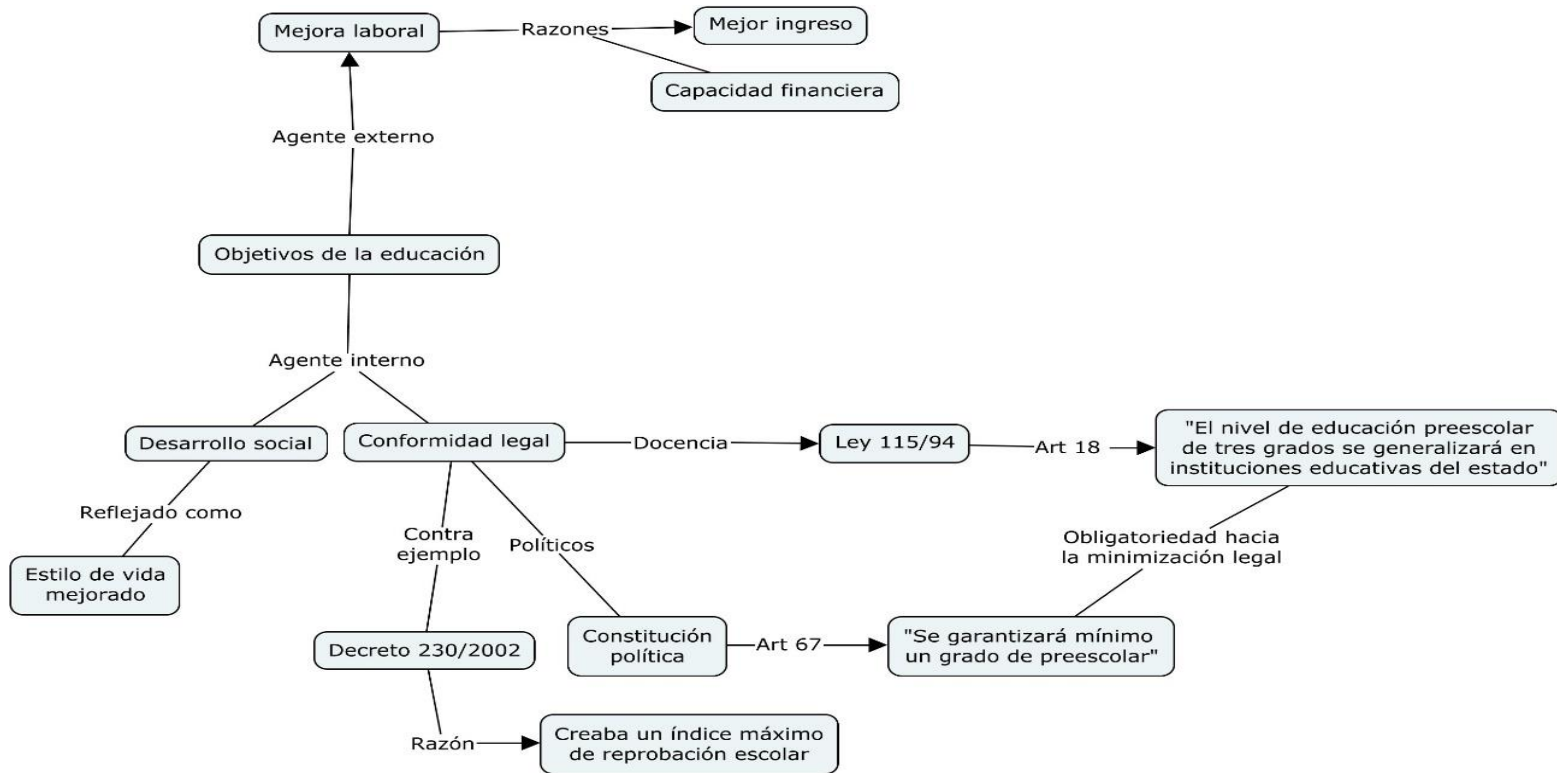 Mejora laboral
Razones
Mejor ingreso
Capacidad financiera
Agente externo
Objetivos de la educación
Agente interno
Desarrollo social
Conformidad legal
Docencia
Ley 115/94
Art 18
"El nivel de educación preescolar
de tres grados se generalizará en
instituciones educativas del estado"
Reflejado como
Estilo de vida
mejorado
Contra
ejemplo
Políticos
Obligatoriedad hacia
la minimización legal
Decreto 230/2002
Constitución
política
Art 67
"Se garantizará mínimo
un grado de preescolar"
Razón
Creaba un índice máximo
de reprobación escolar